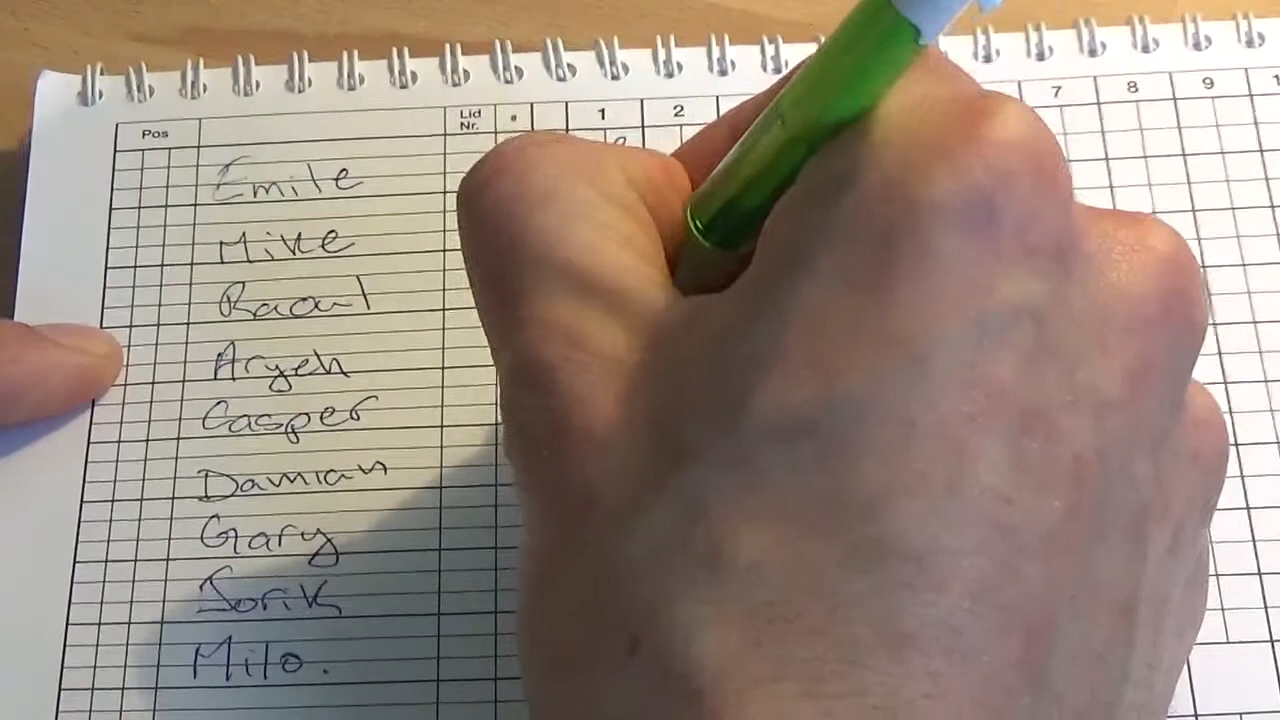 Pos Lid Nr. • 1 2 7 8 9
Emile
Mike
Raoul
Aryeh
Casper
Damian
Gary
Jorik
Milo.